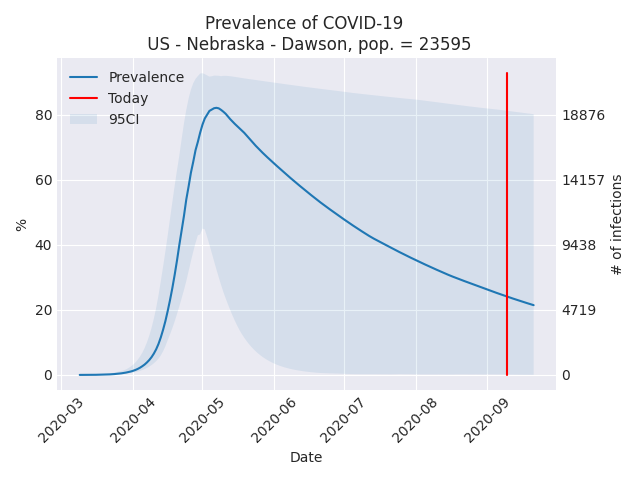 Prevalence of COVID-19
US - Nebraska - Dawson, pop. = 23595
Prevalence
Today
95CI
%
80
60
40
20
0
18876
14157
9438
4719
0
# of infections
2020-03
2020-04
2020-05
2020-06
2020-07
2020-08
2020-09
Date